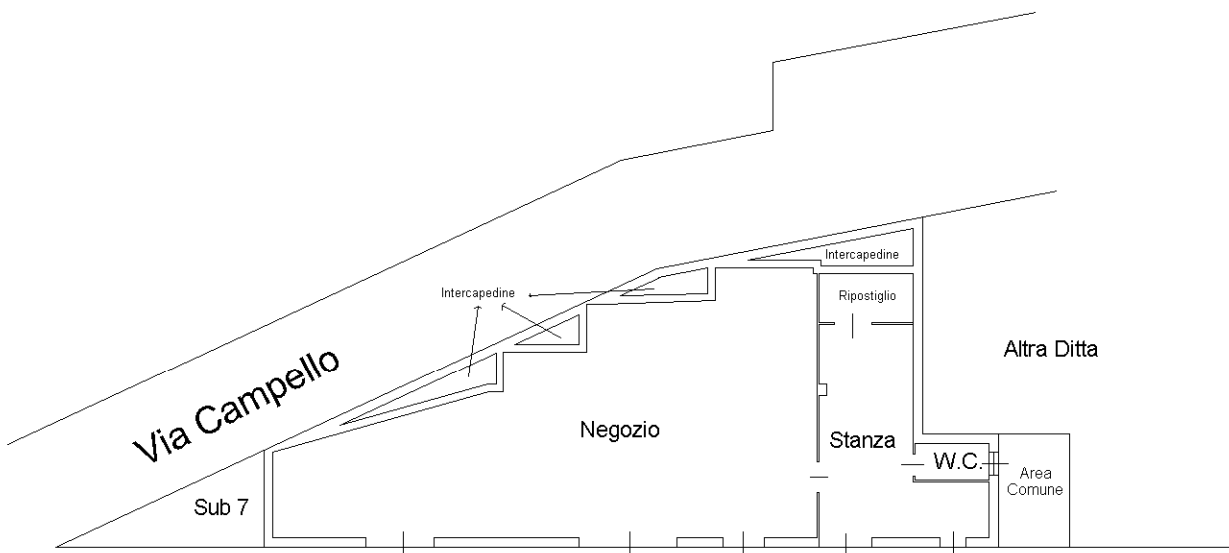 Intercapedine
Intercapedine
Ripostiglio
Via Campello
Altra Ditta
Negozio
Stanza
W.C.
Area
Comune
Sub 7